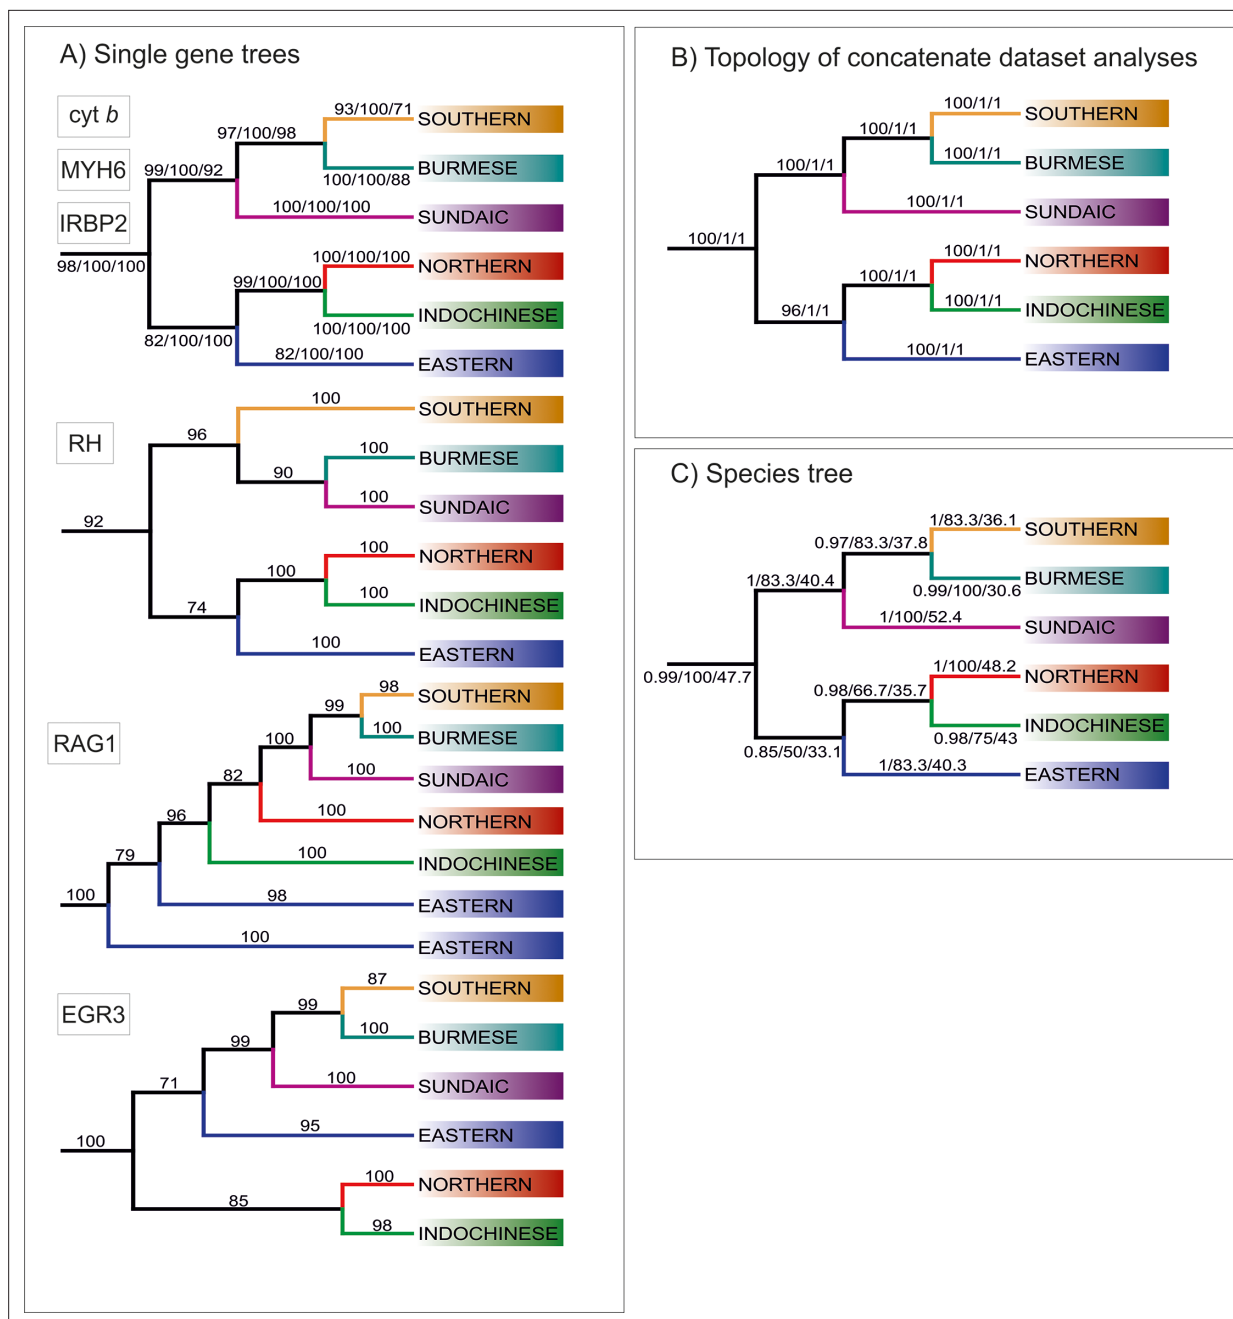 A) Single gene trees
cyt b
MYH6
IRBP2
93/100/71
SOUTHERN
97/100/98
BURMESE
100/100/88
99/100/92
100/100/100
SUNDAIC
98/100/100
100/100/100
NORTHERN
99/100/100
INDOCHINESE
100/100/100
82/100/100
82/100/100
EASTERN
RH
100
SOUTHERN
96
100
BURMESE
90
100
SUNDAIC
92
100
NORTHERN
100
100
INDOCHINESE
74
100
EASTERN
RAG1
98
SOUTHERN
99
100
BURMESE
100
100
SUNDAIC
82
100
NORTHERN
96
100
INDOCHINESE
79
98
EASTERN
100
100
EASTERN
EGR3
87
SOUTHERN
99
100
BURMESE
99
100
SUNDAIC
71
95
EASTERN
100
100
NORTHERN
85
98
INDOCHINESE
B) Topology of concatenate dataset analyses
100/1/1
SOUTHERN
100/1/1
100/1/1
BURMESE
100/1/1
100/1/1
SUNDAIC
100/1/1
100/1/1
NORTHERN
100/1/1
100/1/1
INDOCHINESE
96/1/1
100/1/1
EASTERN
C) Species tree
1/83.3/36.1
SOUTHERN
0.97/83.3/37.8
BURMESE
0.99/100/30.6
1/83.3/40.4
1/100/52.4
SUNDAIC
0.99/100/47.7
1/100/48.2
NORTHERN
0.98/66.7/35.7
INDOCHINESE
0.98/75/43
0.85/50/33.1
1/83.3/40.3
EASTERN